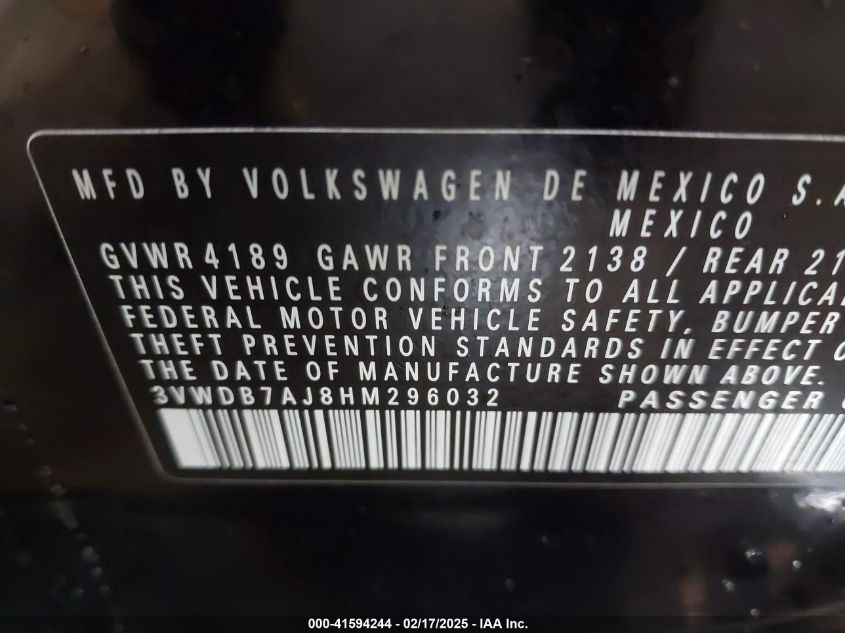 MFD BY VOLKSWAGEN DE MEXICO S.A
MEXICO
GVWR 4189 GAWR FRONT 2138 / REAR 21
THIS VEHICLE CONFORMS TO ALL APPLICA
FEDERAL MOTOR VEHICLE SAFETY, BUMPER
THEFT PREVENTION STANDARDS IN EFFECT O
THE DATE OF MANUFACTURE SHOWN ABOVE.
3VWDB7AJ8HM296032 PASSENGER
000-41594244 - 02/17/2025 - IAA Inc.